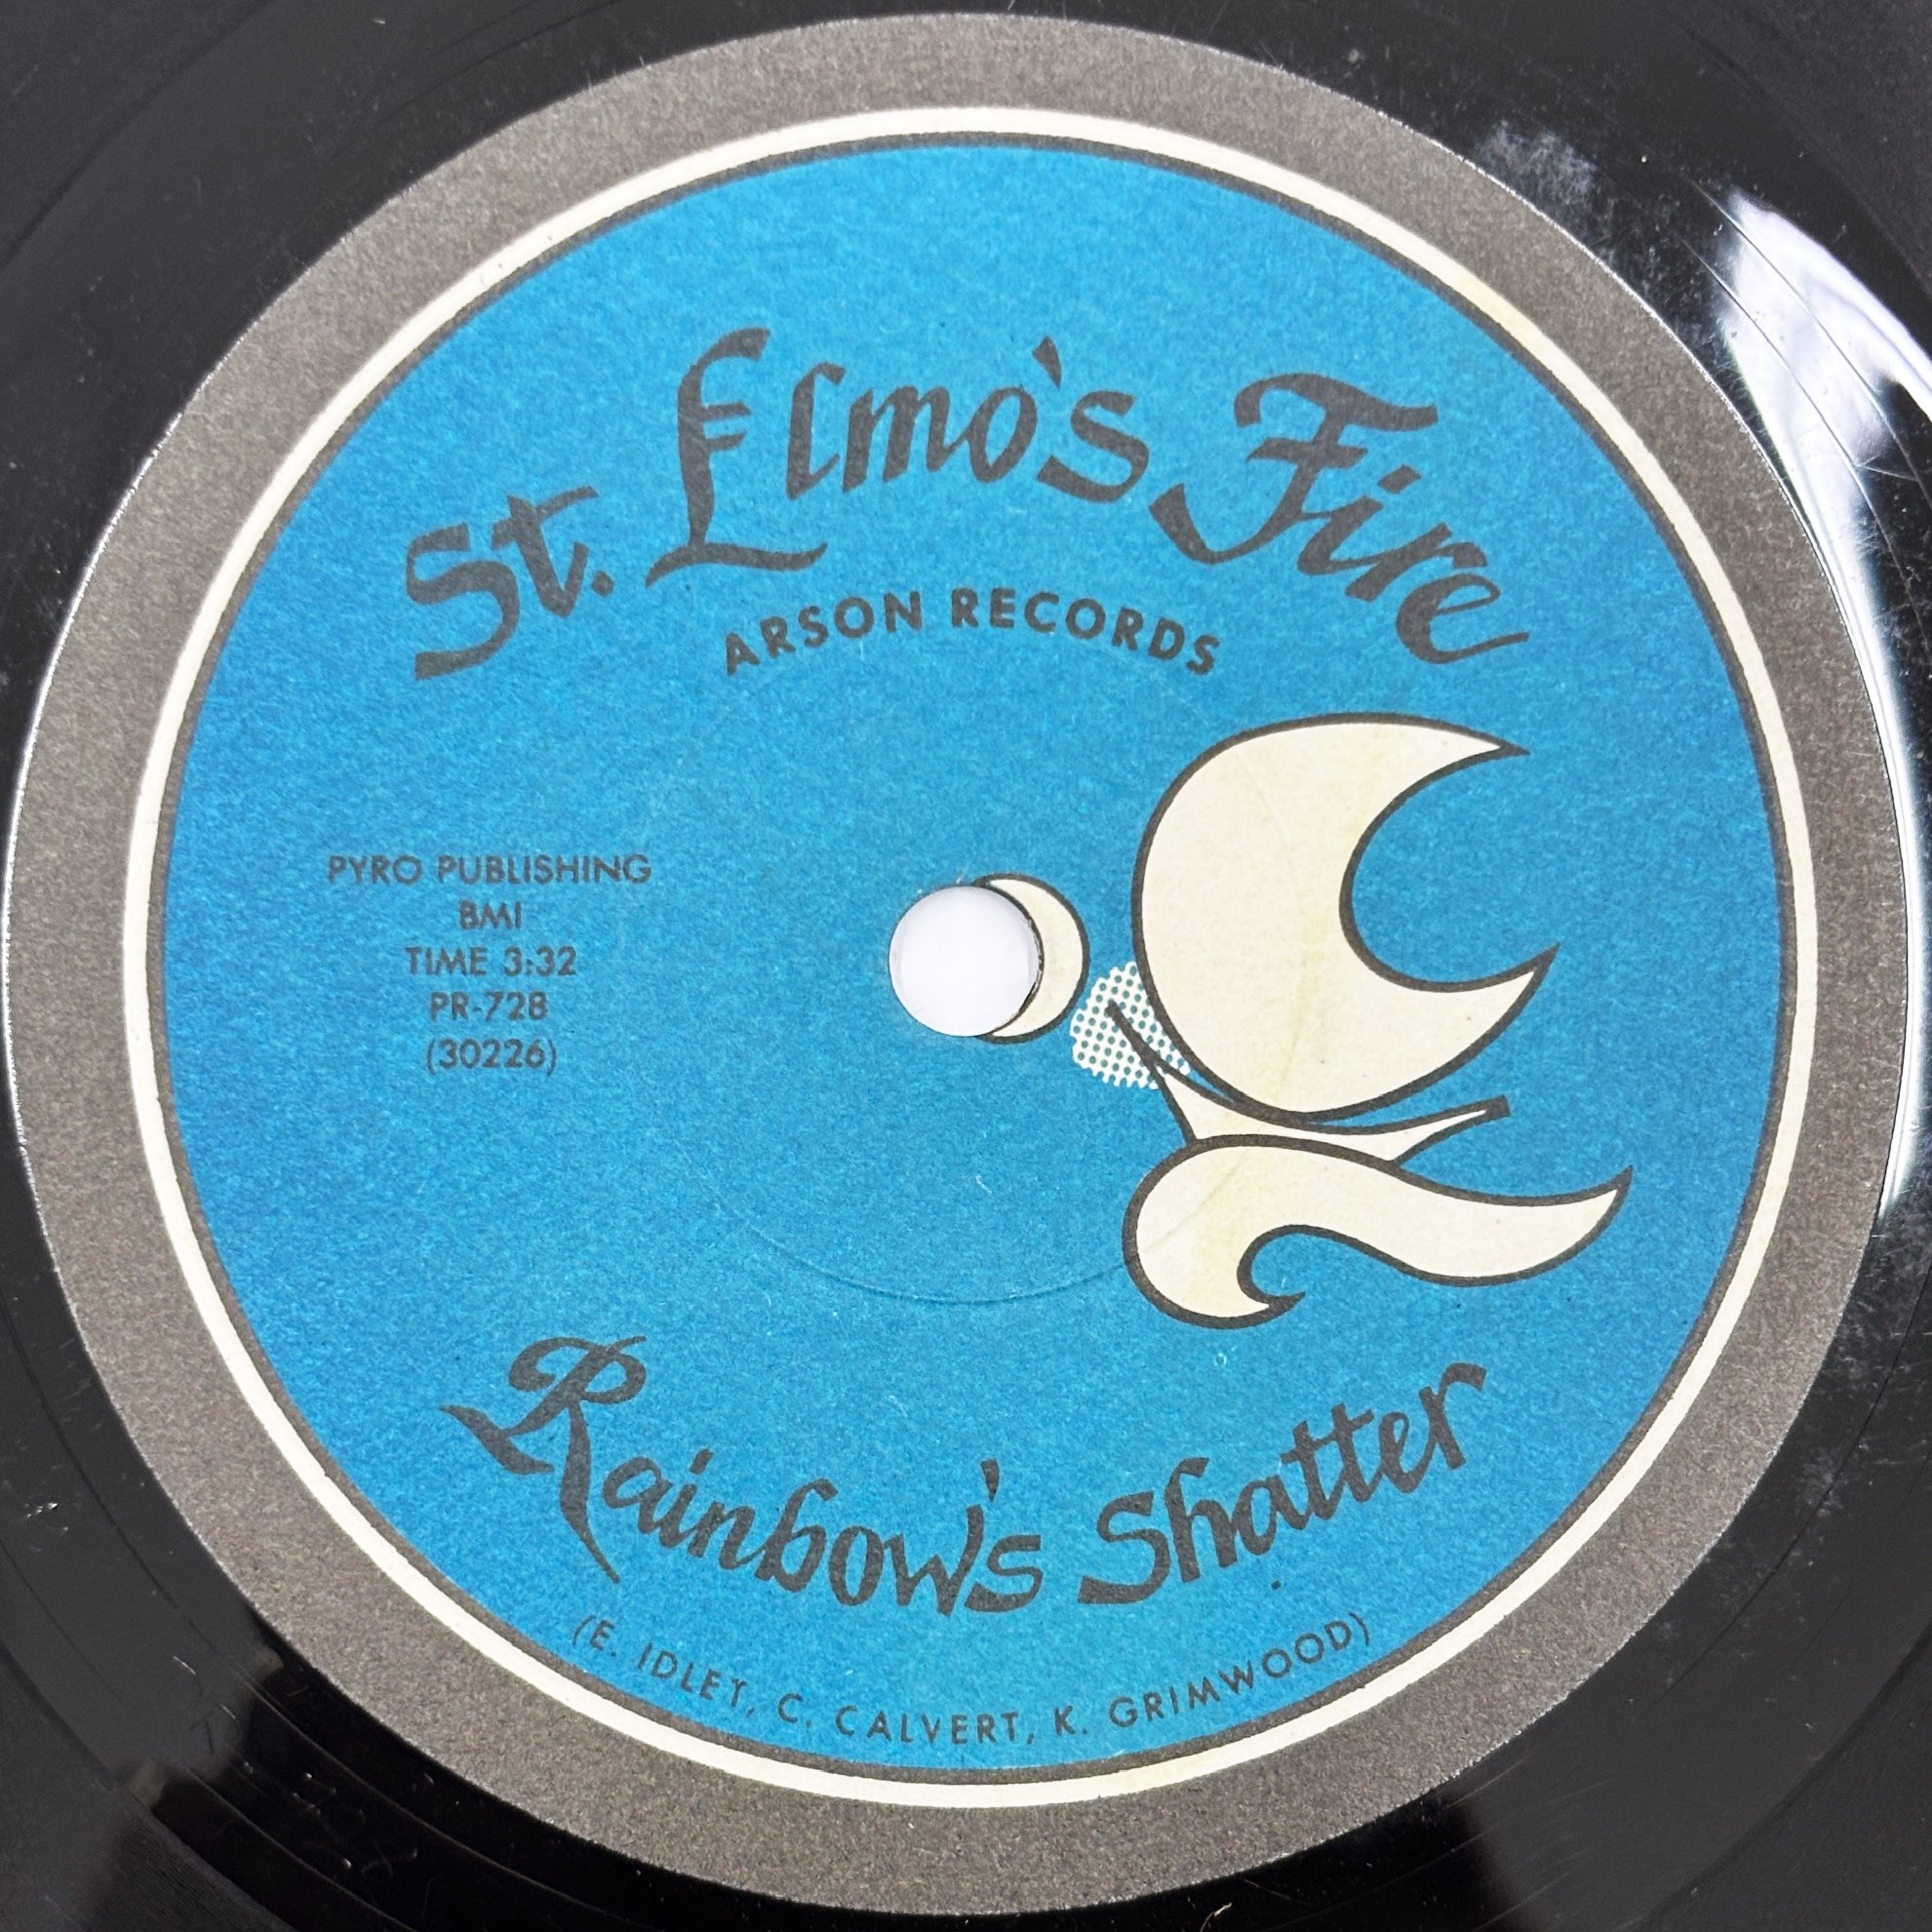 St. Elmo's Fire
ARSON RECORDS
PYRO PUBLISHING
BMI
TIME 3:32
PR-728
(30226)
Rainbow's Shatter
(E. IDLET, C. CALVERT, K. GRIMWOOD)